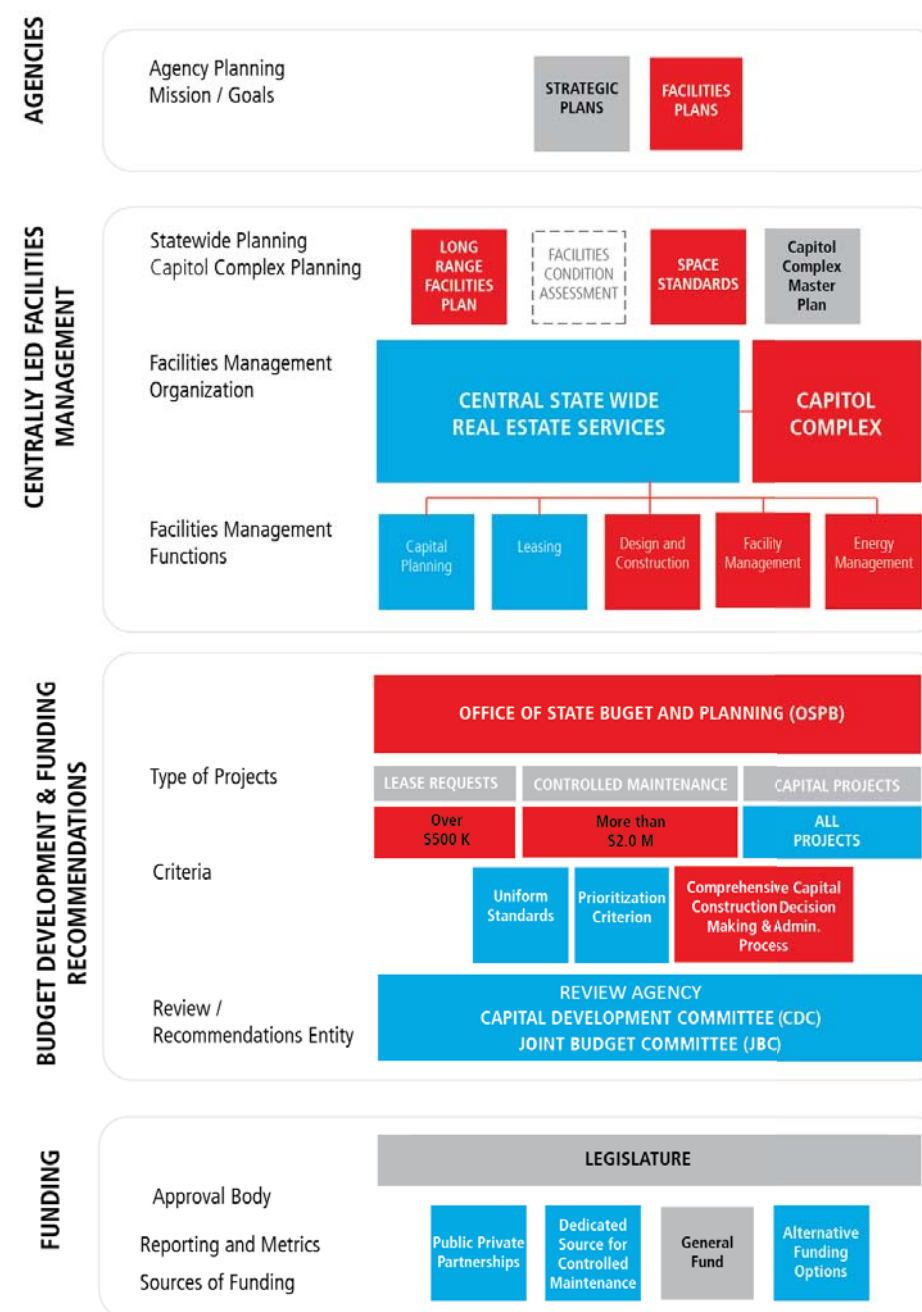 AGENCIES
Agency Planning
Mission / Goals
STRATEGIC
PLANS
FACILITIES
PLANS
CENTRALLY LED FACILITIES
MANAGEMENT
Statewide Planning
Capitol Complex Planning
LONG
RANGE
FACILITIES
PLAN
FACILITIES
CONDITION
ASSESSMENT
SPACE
STANDARDS
Capitol
Complex
Master
Plan
Facilities Management
Organization
CENTRAL STATE WIDE
REAL ESTATE SERVICES
CAPITOL
COMPLEX
Facilities Management
Functions
Capital
Planning
Leasing
Design and
Construction
Facility
Management
Energy
Management
BUDGET DEVELOPMENT & FUNDING
RECOMMENDATIONS
OFFICE OF STATE BUGET AND PLANNING (OSPB)
Type of Projects
LEASE REQUESTS
CONTROLLED MAINTENANCE
CAPITAL PROJECTS
Over
$500 K
More than
$2.0 M
ALL
PROJECTS
Criteria
Uniform
Standards
Prioritization
Criterion
Comprehensive Capital
Construction Decision
Making & Admin.
Process
Review /
Recommendations Entity
REVIEW AGENCY
CAPITAL DEVELOPMENT COMMITTEE (CDC)
JOINT BUDGET COMMITTEE (JBC)
FUNDING
LEGISLATURE
Approval Body
Reporting and Metrics
Sources of Funding
Public Private
Partnerships
Dedicated
Source for
Controlled
Maintenance
General
Fund
Alternative
Funding
Options